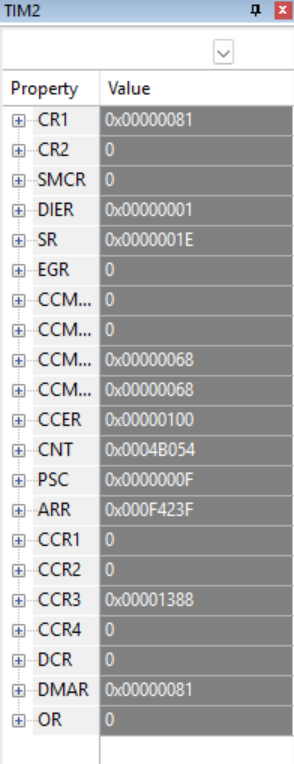 TIM2
Property Value
CR1 0x00000081
CR2 0
SMCR 0
DIER 0x00000001
SR 0x0000001E
EGR 0
CCM... 0
CCM... 0
CCM... 0x00000068
CCM... 0x00000068
CCER 0x00000100
CNT 0x0004B054
PSC 0x0000000F
ARR 0x000F423F
CCR1 0
CCR2 0
CCR3 0x00001388
CCR4 0
DCR 0
DMAR 0x00000081
OR 0